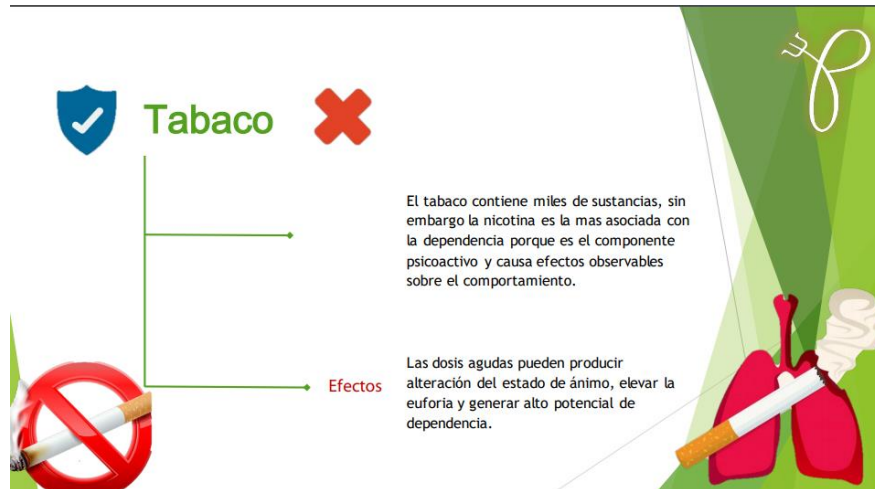 Tabaco
El tabaco contiene miles de sustancias, sin
embargo la nicotina es la mas asociada con
la dependencia porque es el componente
psicoactivo y causa efectos observables
sobre el comportamiento.
Efectos
Las dosis agudas pueden producir
alteración del estado de ánimo, elevar la
euforia y generar alto potencial de
dependencia.